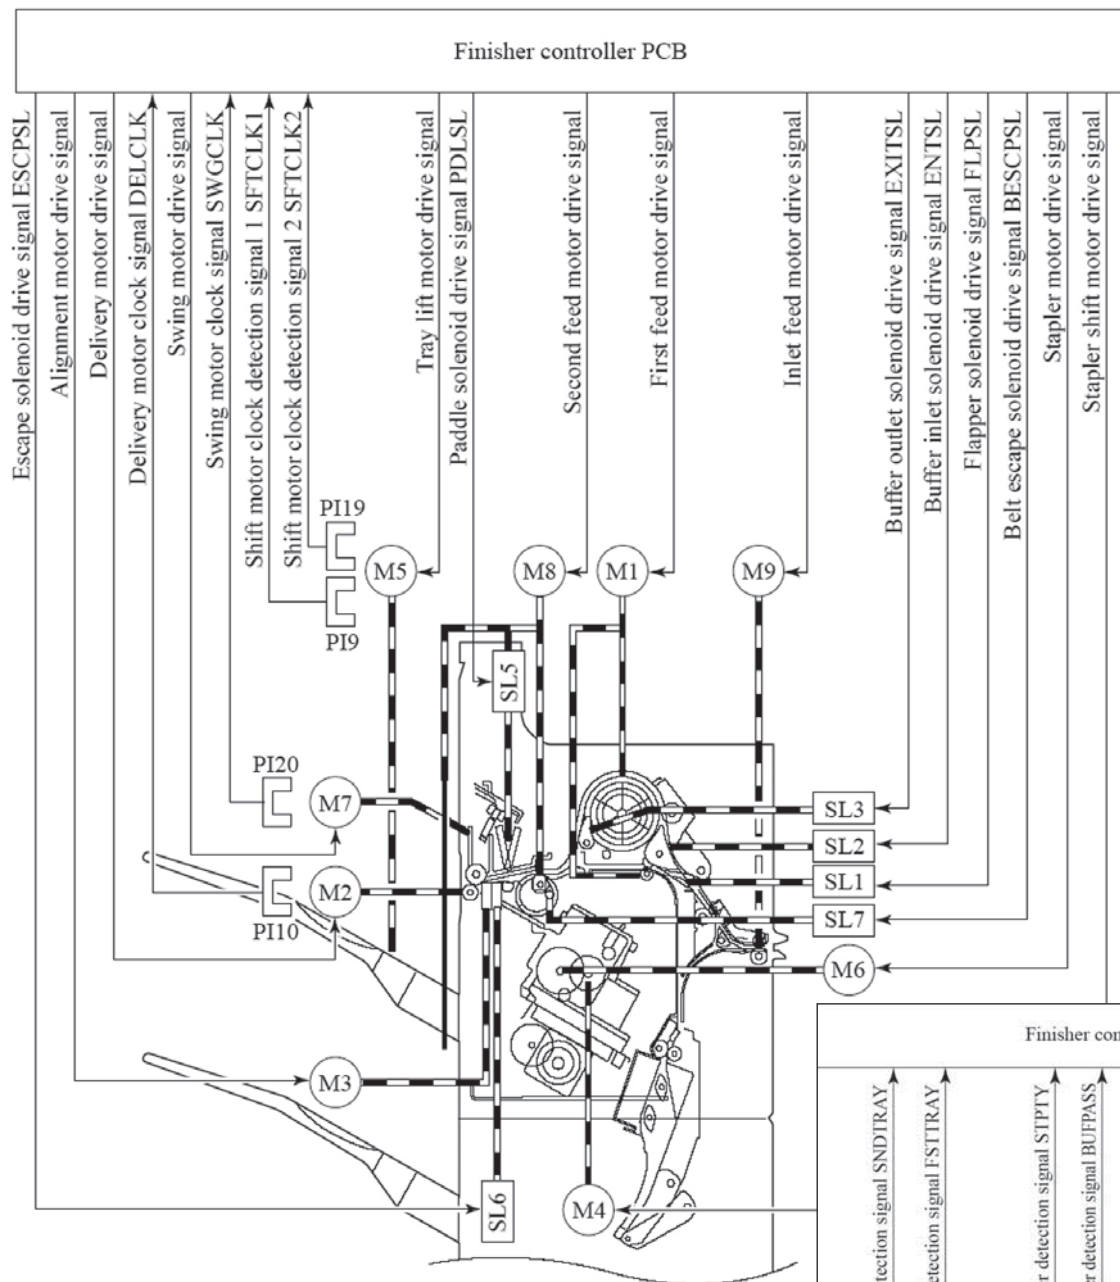 Finisher controller PCB
Escape solenoid drive signal ESCPSL
Alignment motor drive signal
Delivery motor drive signal
Delivery motor clock signal DELCLK
Swing motor drive signal
Swing motor clock signal SWGCLK
Shift motor clock detection signal 1 SFTCLK1
Shift motor clock detection signal 2 SFTCLK2
Tray lift motor drive signal
Paddle solenoid drive signal PDLSL
Second feed motor drive signal
First feed motor drive signal
Inlet feed motor drive signal
Buffer outlet solenoid drive signal EXITSL
Buffer inlet solenoid drive signal ENTSL
Flapper solenoid drive signal FLPSL
Belt escape solenoid drive signal BESCPSL
Stapler motor drive signal
Stapler shift motor drive signal
PI19
M5
M8
M1
M9
PI9
SL5
PI20
M7
SL3
SL2
M2
SL1
PI10
SL7
M6
M3
SL6
M4
Finisher
signal SNDTRAY
signal FSTTRAY
detection signal STPTY
detection signal BUFPASS